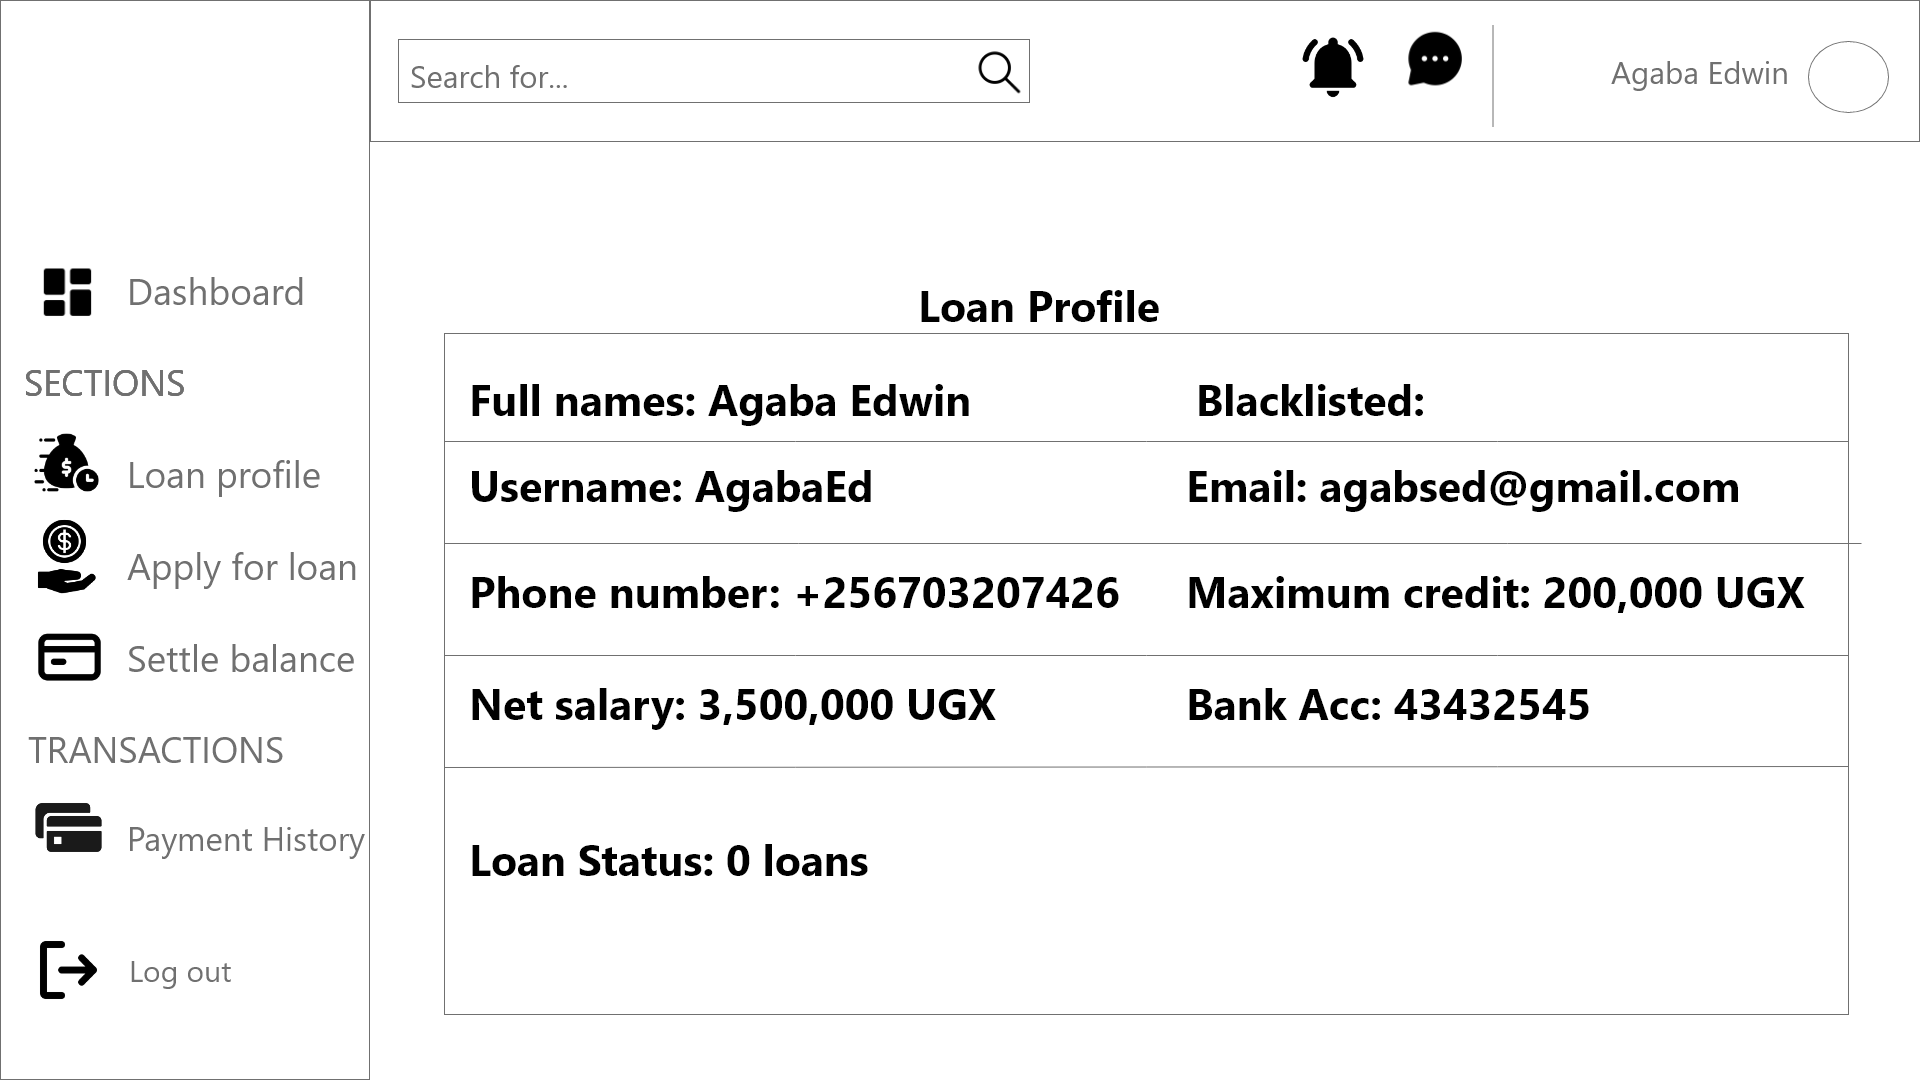 Search for...
Agaba Edwin
Dashboard
SECTIONS
Loan profile
Apply for loan
Settle balance
TRANSACTIONS
Payment History
Log out
Loan Profile
Full names: Agaba Edwin
Blacklisted:
Username: AgabaEd
Email: agabsed@gmail.com
Phone number: +256703207426
Maximum credit: 200,000 UGX
Net salary: 3,500,000 UGX
Bank Acc: 43432545
Loan Status: 0 loans